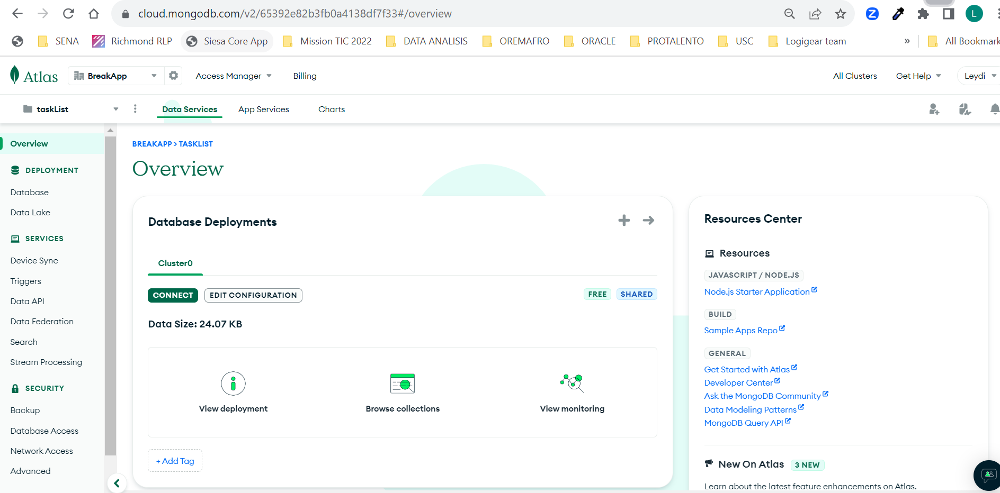 cloud.mongodb.com/v2/65392e82b3fb0a4138df7f33#/overview
L
SENA Richmond RLP Siesa Core App Mission TIC 2022 DATA ANALISIS OREMAFRO ORACLE PROTALENTO USC Logigear team » All Bookmark
Atlas BreakApp Access Manager Billing All Clusters Get Help Leydi
taskList Data Services App Services Charts
Overview
DEPLOYMENT
Database
Data Lake
SERVICES
Device Sync
Triggers
Data API
Data Federation
Search
Stream Processing
SECURITY
Backup
Database Access
Network Access
Advanced
BREAKAPP > TASKLIST
Overview
Database Deployments
Cluster0
CONNECT EDIT CONFIGURATION FREE SHARED
Data Size: 24.07 KB
View deployment Browse collections View monitoring
+ Add Tag
Resources Center
Resources
JAVASCRIPT / NODE.JS
Node.js Starter Application
BUILD
Sample Apps Repo
GENERAL
Get Started with Atlas
Developer Center
Ask the MongoDB Community
Data Modeling Patterns
MongoDB Query API
New On Atlas 3 NEW
Learn about the latest feature enhancements on Atlas.